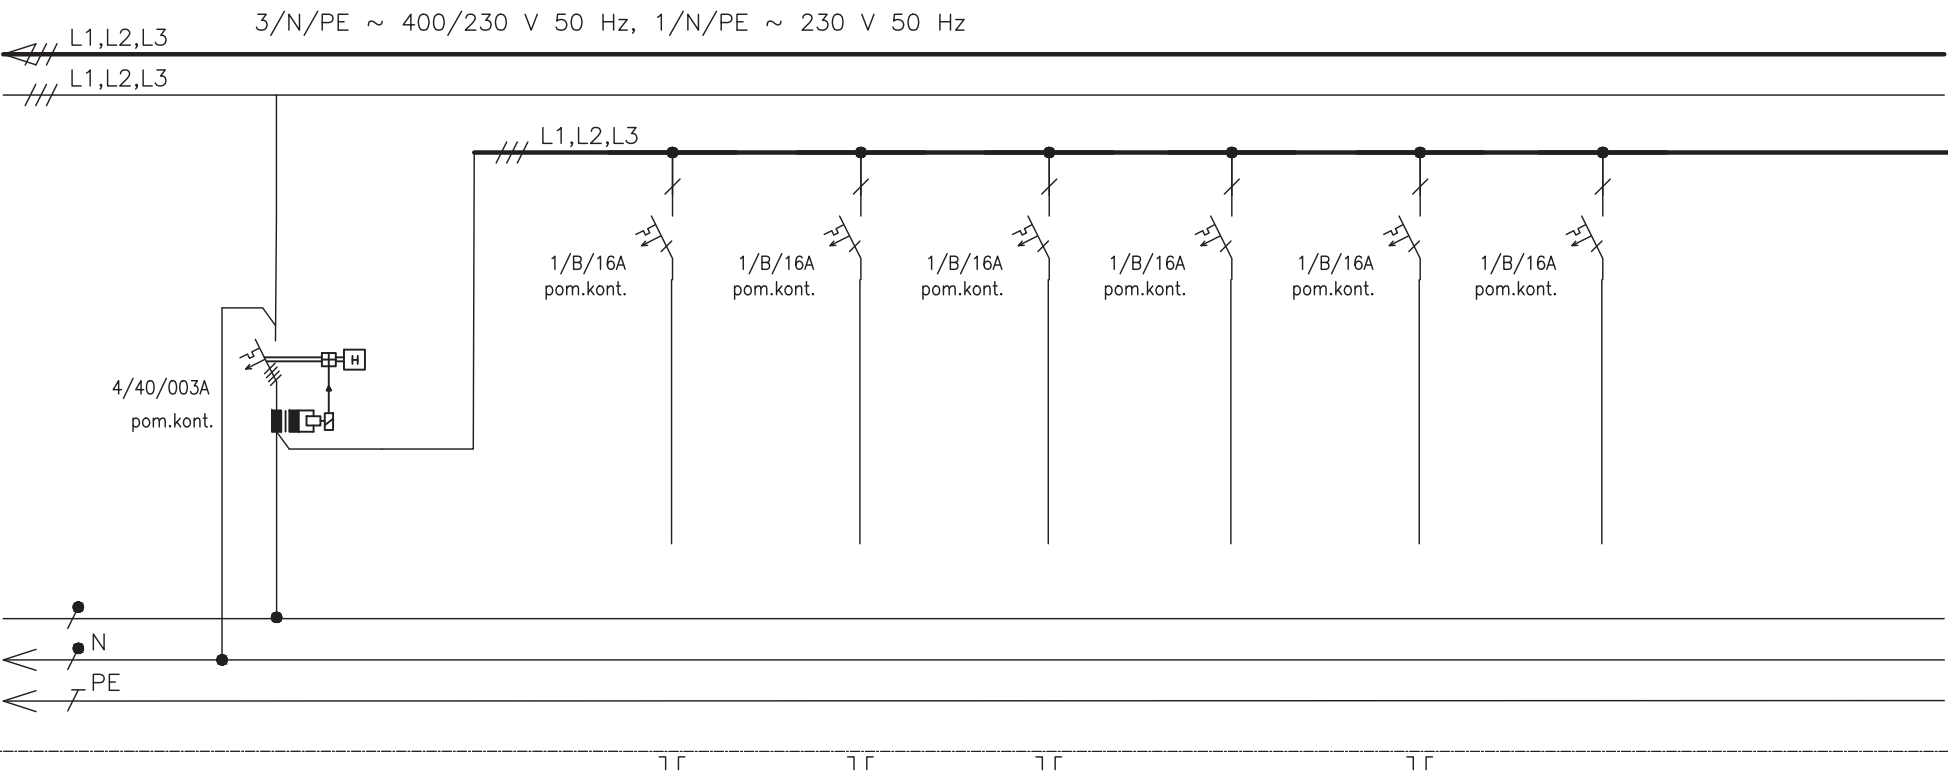 3/N/PE ~ 400/230 V 50 Hz, 1/N/PE ~ 230 V 50 Hz
L1,L2,L3
L1,L2,L3
L1,L2,L3
1/B/16A
pom.kont.
1/B/16A
pom.kont.
1/B/16A
pom.kont.
1/B/16A
pom.kont.
1/B/16A
pom.kont.
1/B/16A
pom.kont.
H
4/40/003A
pom.kont.
N
PE